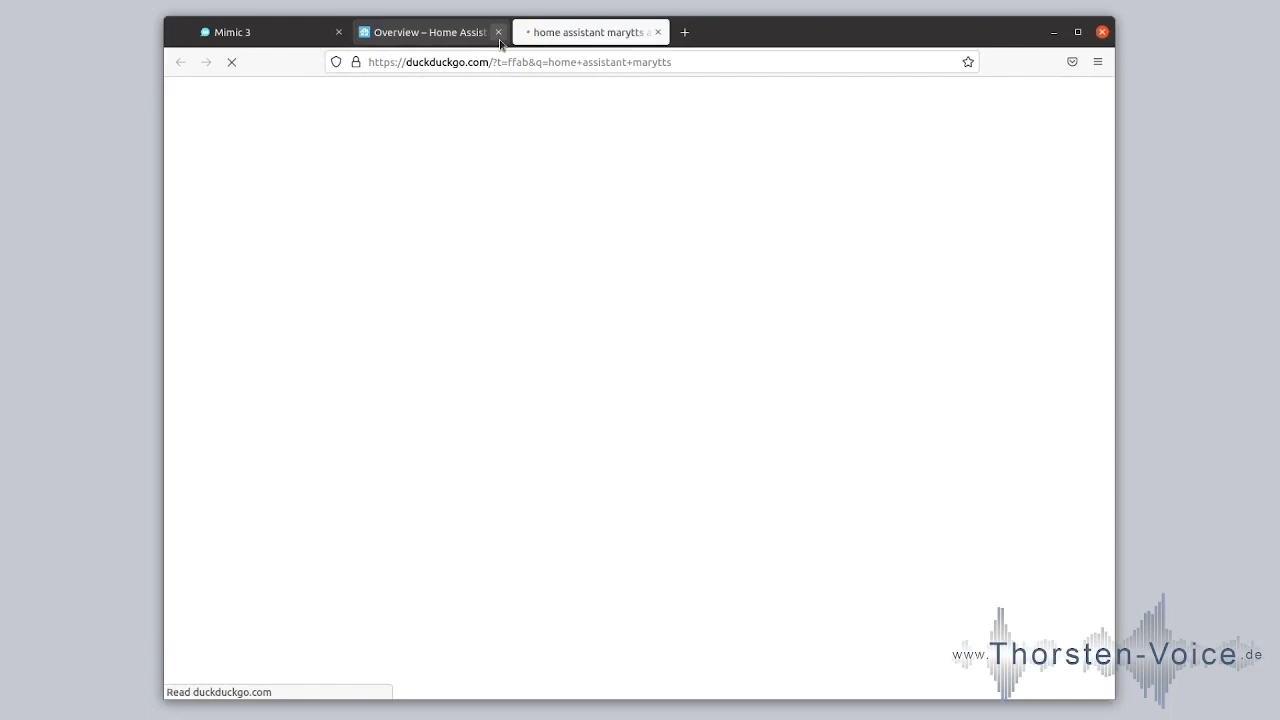 Mimic 3
Overview – Home Assist
home assistant marytts a
https://duckduckgo.com/?t=ffab&q=home+assistant+marytts
Read duckduckgo.com
www.Thorsten-Voice.de